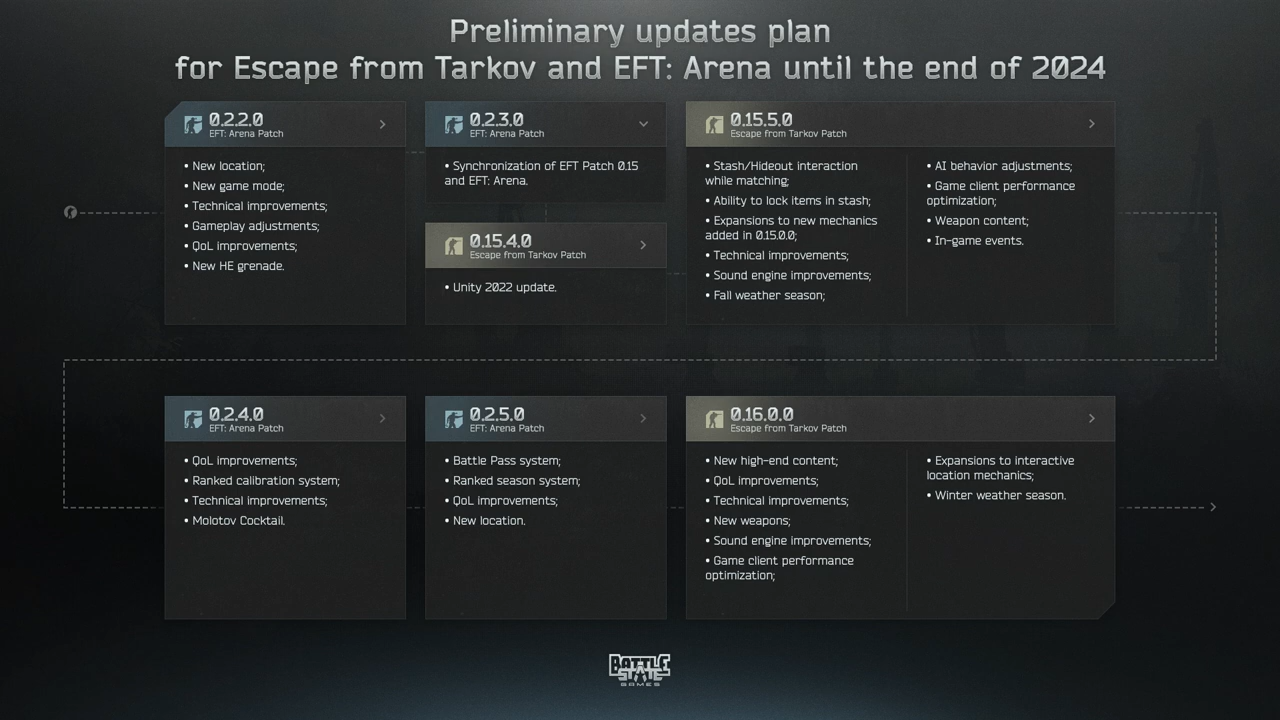 Preliminary updates plan
for Escape from Tarkov and EFT: Arena until the end of 2024
0.2.2.0
EFT: Arena Patch
• New location;
• New game mode;
• Technical improvements;
• Gameplay adjustments;
• QoL improvements;
• New HE grenade.
0.2.3.0
EFT: Arena Patch
• Synchronization of EFT Patch 0.15
and EFT: Arena.
0.15.4.0
Escape from Tarkov Patch
• Unity 2022 update.
0.15.5.0
Escape from Tarkov Patch
• Stash/Hideout interaction
while matching;
• Ability to lock items in stash;
• Expansions to new mechanics
added in 0.15.0.0;
• Technical improvements;
• Sound engine improvements;
• Fall weather season;
• AI behavior adjustments;
• Game client performance
optimization;
• Weapon content;
• In-game events.
0.2.4.0
EFT: Arena Patch
• QoL improvements;
• Ranked calibration system;
• Technical improvements;
• Molotov Cocktail.
0.2.5.0
EFT: Arena Patch
• Battle Pass system;
• Ranked season system;
• QoL improvements;
• New location.
0.16.0.0
Escape from Tarkov Patch
• New high-end content;
• QoL improvements;
• Technical improvements;
• New weapons;
• Sound engine improvements;
• Game client performance
optimization;
• Expansions to interactive
location mechanics;
• Winter weather season.
BATTLE
STATE
GAMES